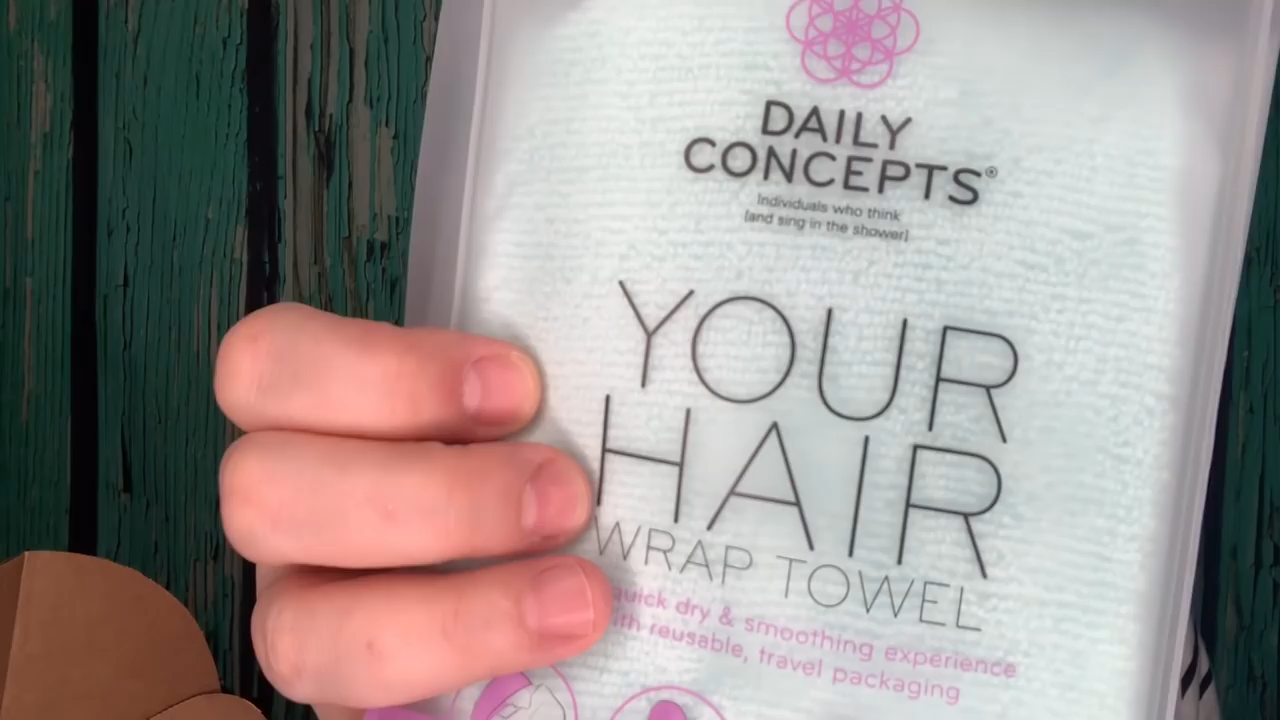 DAILY
CONCEPTS®
Individuals who think
[and sing in the shower]
YOUR
HAIR
WRAP TOWEL
quick dry & smoothing experience
with reusable, travel packaging